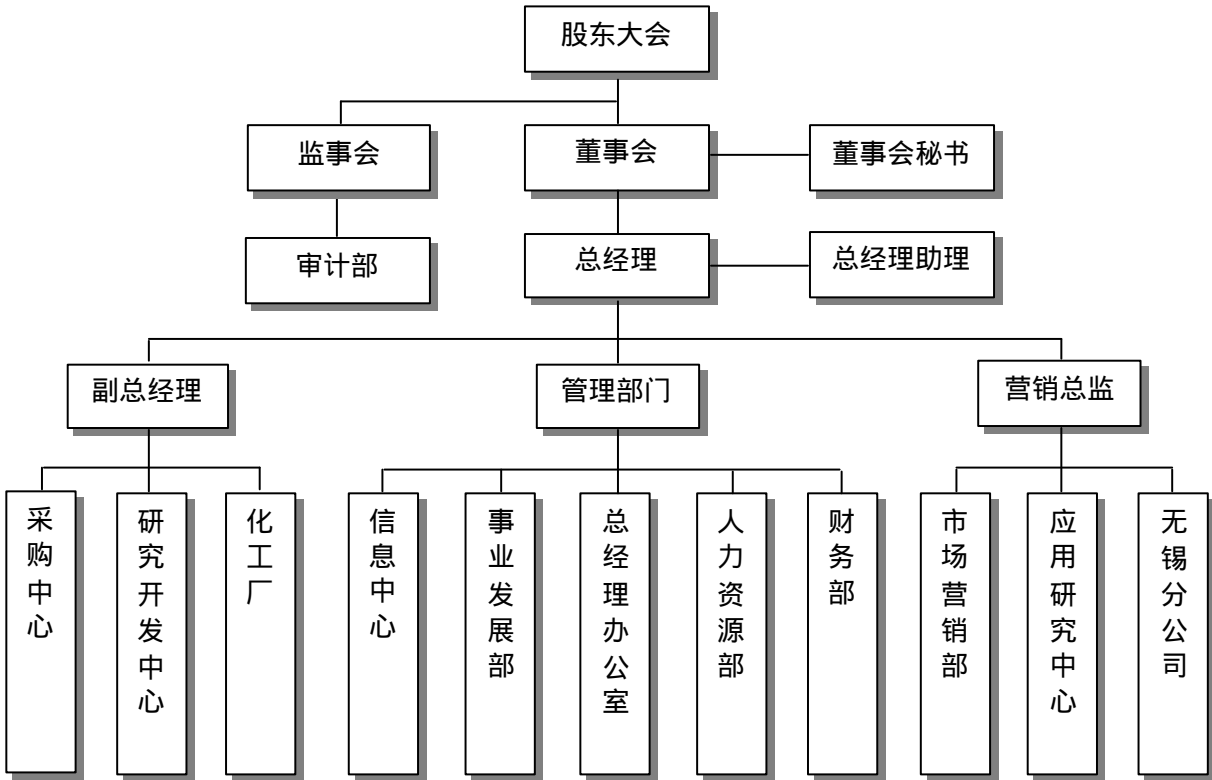 股东大会
监事会
董事会
董事会秘书
审计部
总经理
总经理助理
副总经理
管理部门
营销总监
采购中心
研究开发中心
化工厂
信息中心
事业发展部
总经理办公室
人力资源部
财务部
市场营销部
应用研究中心
无锡分公司